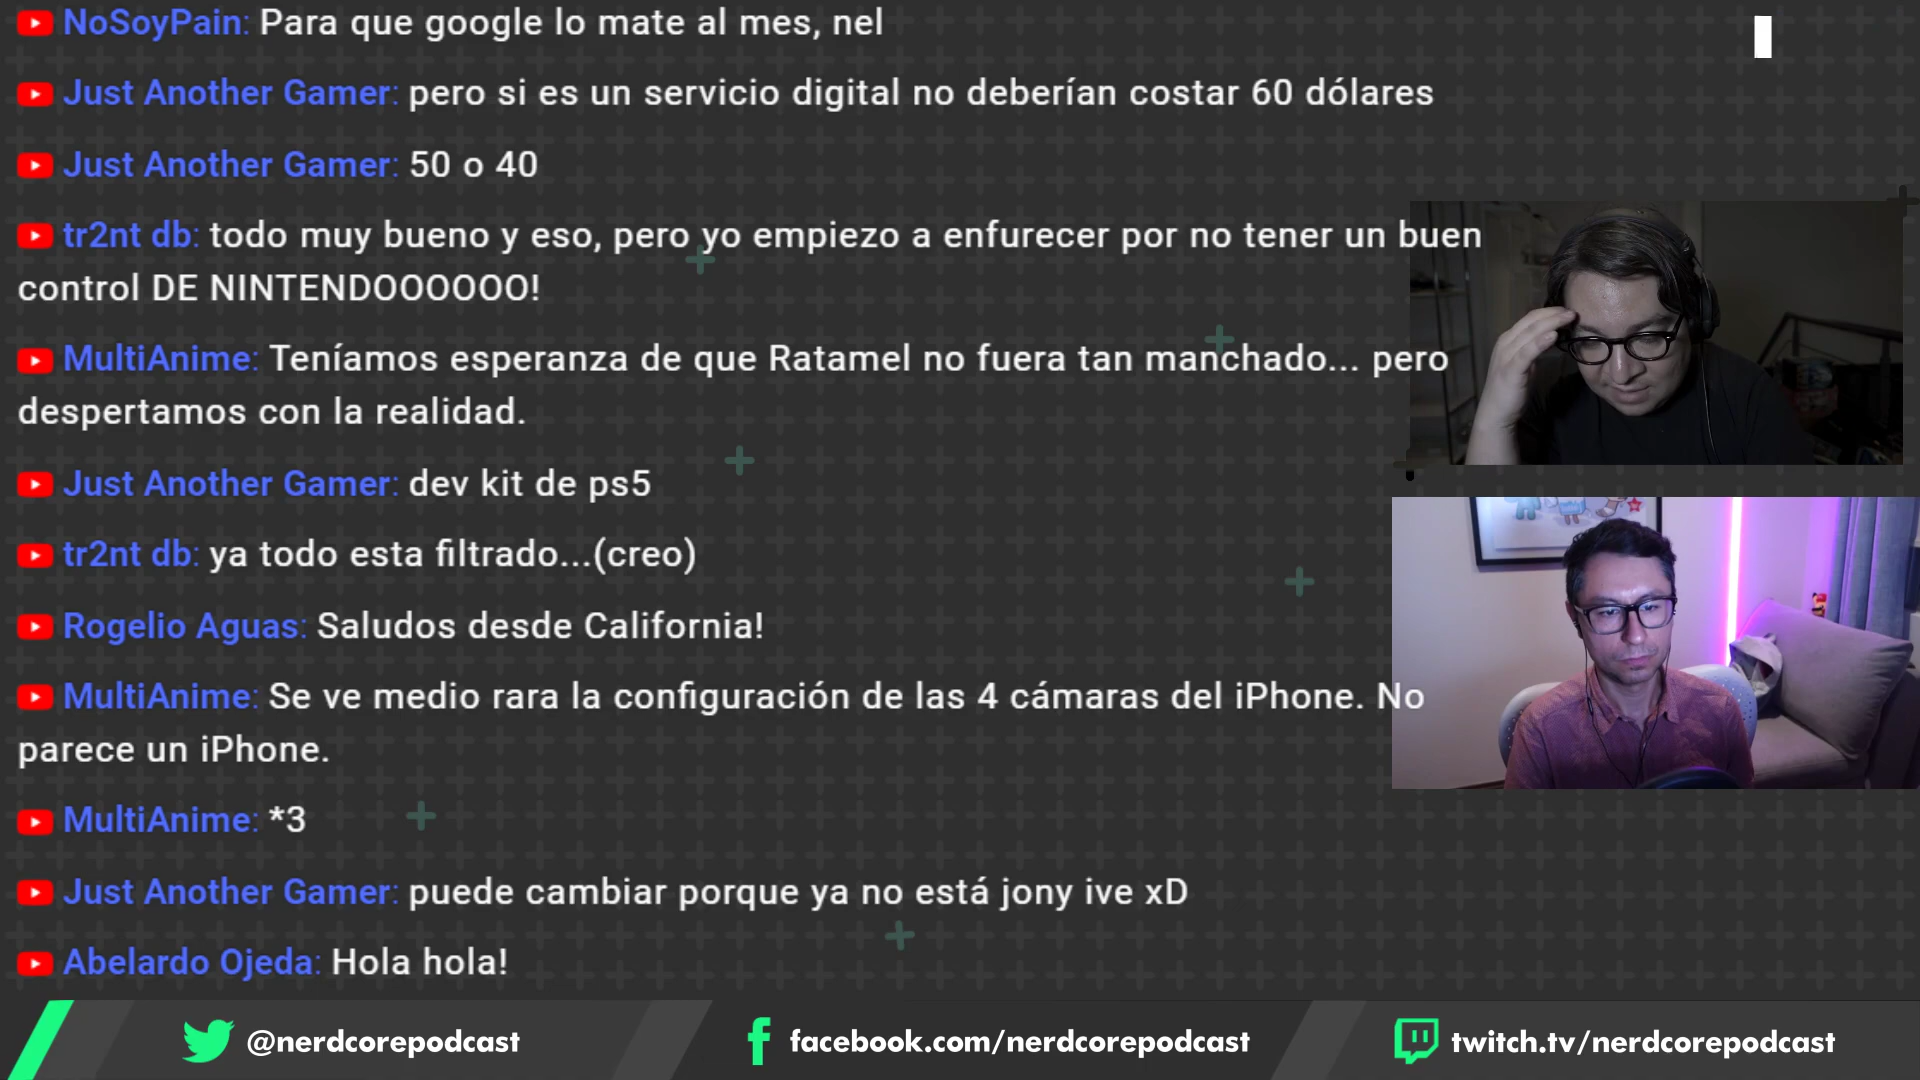 NoSoyPain: Para que google lo mate al mes, nel
Just Another Gamer: pero si es un servicio digital no deberían costar 60 dólares
Just Another Gamer: 50 o 40
tr2nt db: todo muy bueno y eso, pero yo empiezo a enfurecer por no tener un buen
control DE NINTENDOOOOOO!
MultiAnime: Teníamos esperanza de que Ratamel no fuera tan manchado... pero
despertamos con la realidad.
Just Another Gamer: dev kit de ps5
tr2nt db: ya todo esta filtrado...(creo)
Rogelio Aguas: Saludos desde California!
MultiAnime: Se ve medio rara la configuración de las 4 cámaras del iPhone. No
parece un iPhone.
MultiAnime: *3
Just Another Gamer: puede cambiar porque ya no está jony ive xD
Abelardo Ojeda: Hola hola!
@nerdcorepodcast
facebook.com/nerdcorepodcast
twitch.tv/nerdcorepodcast